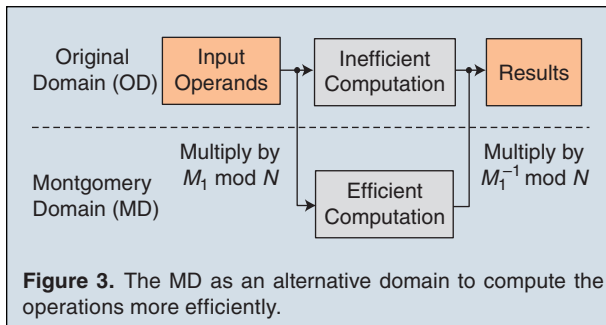 Original
Domain (OD)
Input
Operands
Inefficient
Computation
Results
Multiply by
M₁ mod N
Multiply by
M₁⁻¹ mod N
Montgomery
Domain (MD)
Efficient
Computation
Figure 3. The MD as an alternative domain to compute the
operations more efficiently.